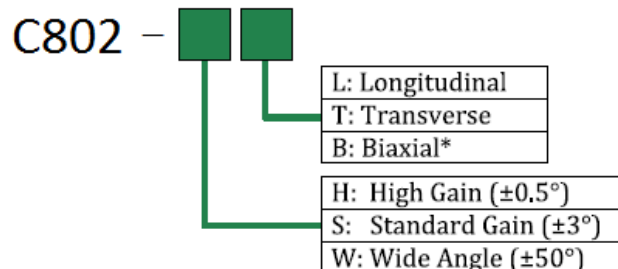 C802 –
L: Longitudinal
T: Transverse
B: Biaxial*
H: High Gain (±0.5°)
S: Standard Gain (±3°)
W: Wide Angle (±50°)